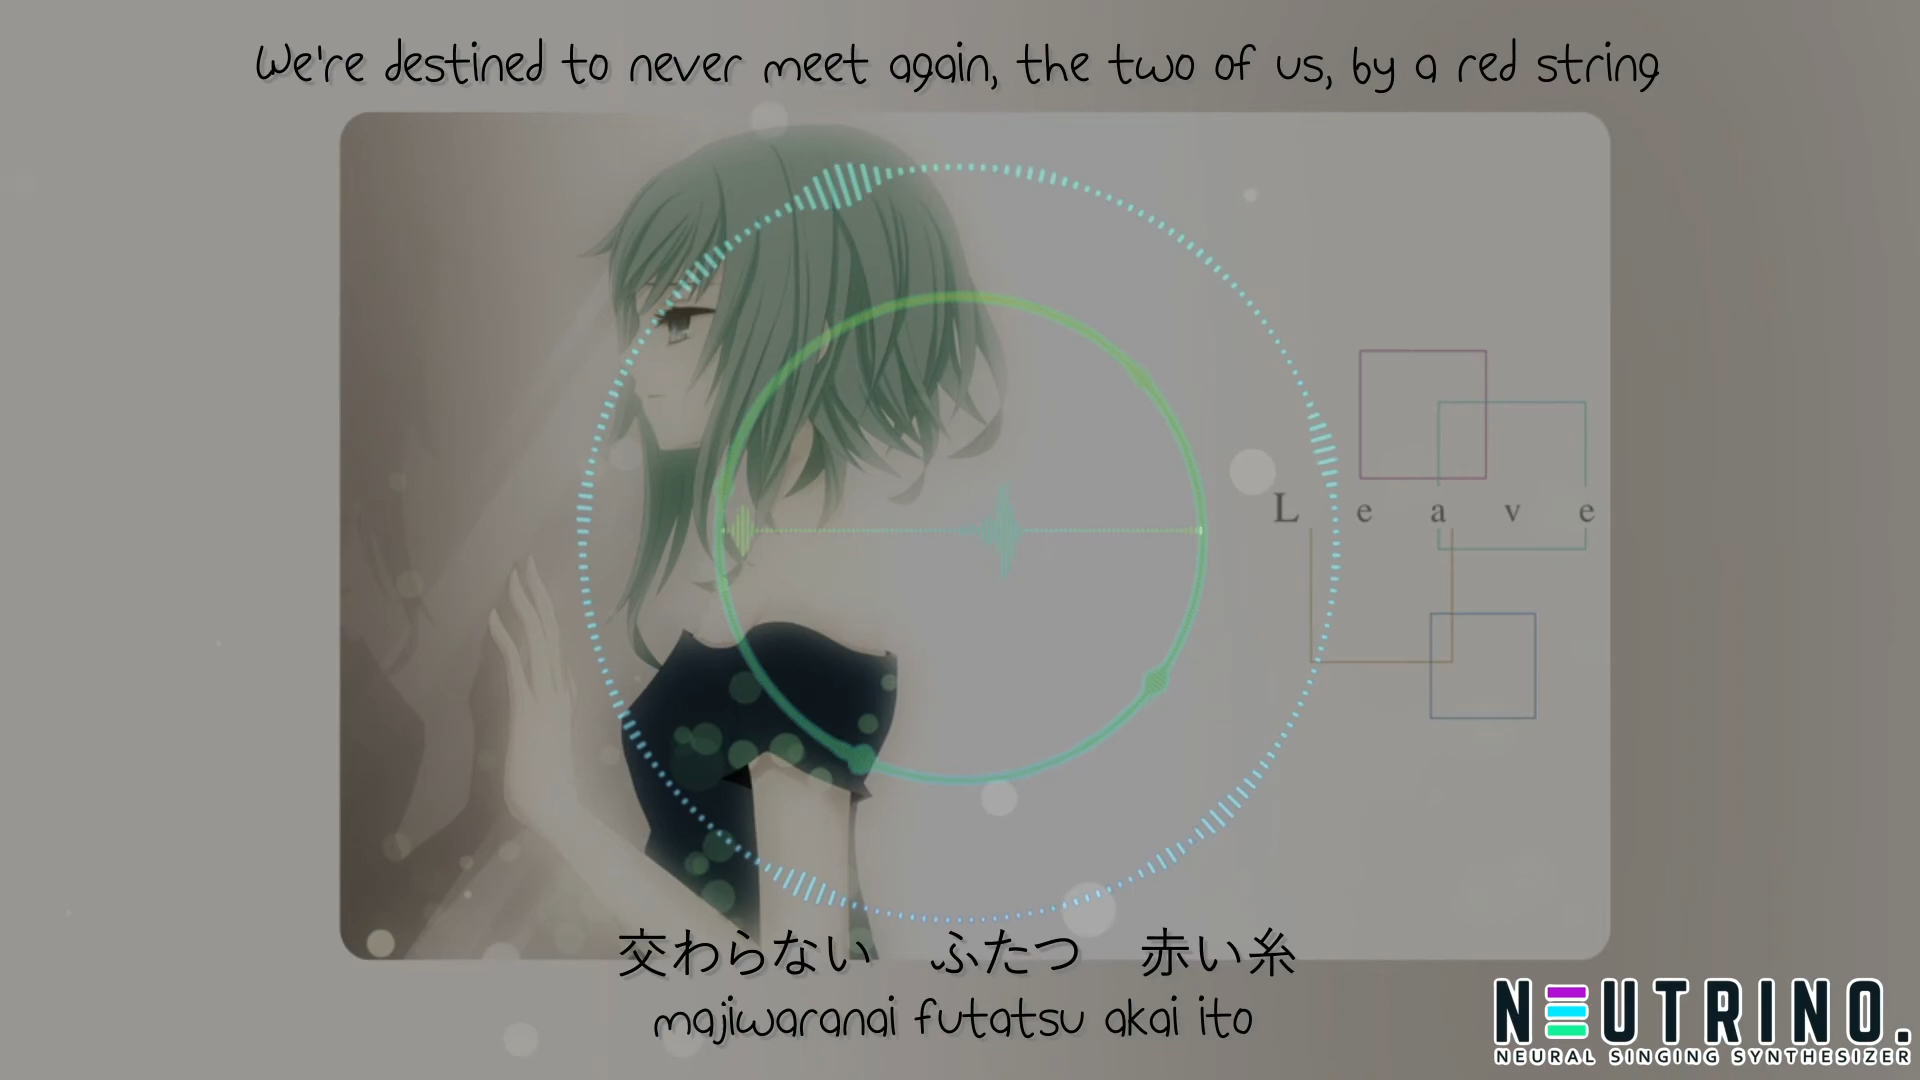 We're destined to never meet again, the two of us, by a red string
Leave
交わらない　ふたつ　赤い糸
majiwaranai futatsu akai ito
NEUTRINO.
NEURAL SINGING SYNTHESIZER